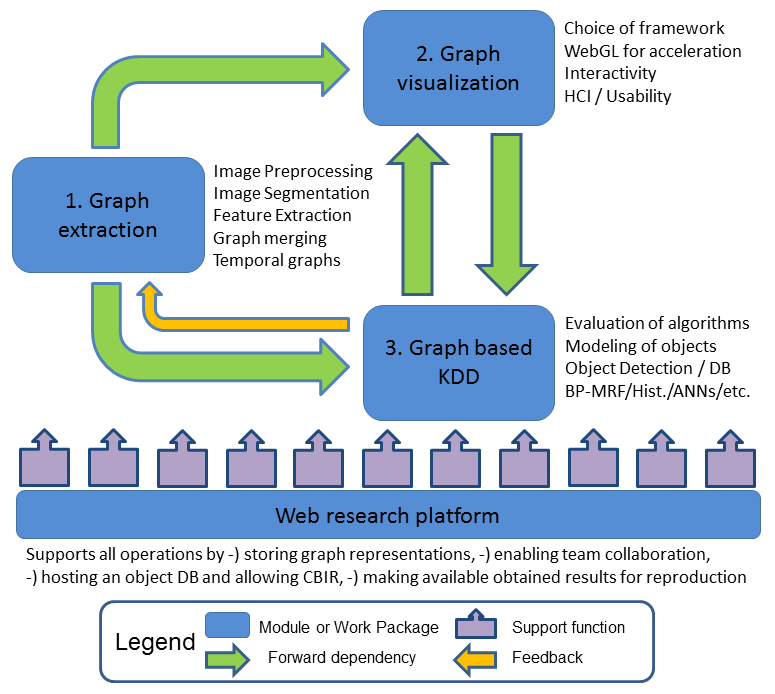 2. Graph
visualization
Choice of framework
WebGL for acceleration
Interactivity
HCI / Usability
1. Graph
extraction
Image Preprocessing
Image Segmentation
Feature Extraction
Graph merging
Temporal graphs
3. Graph based
KDD
Evaluation of algorithms
Modeling of objects
Object Detection / DB
BP-MRF/Hist./ANNs/etc.
Web research platform
Supports all operations by -) storing graph representations, -) enabling team collaboration,
-) hosting an object DB and allowing CBIR, -) making available obtained results for reproduction
Legend
Module or Work Package
Support function
Forward dependency
Feedback